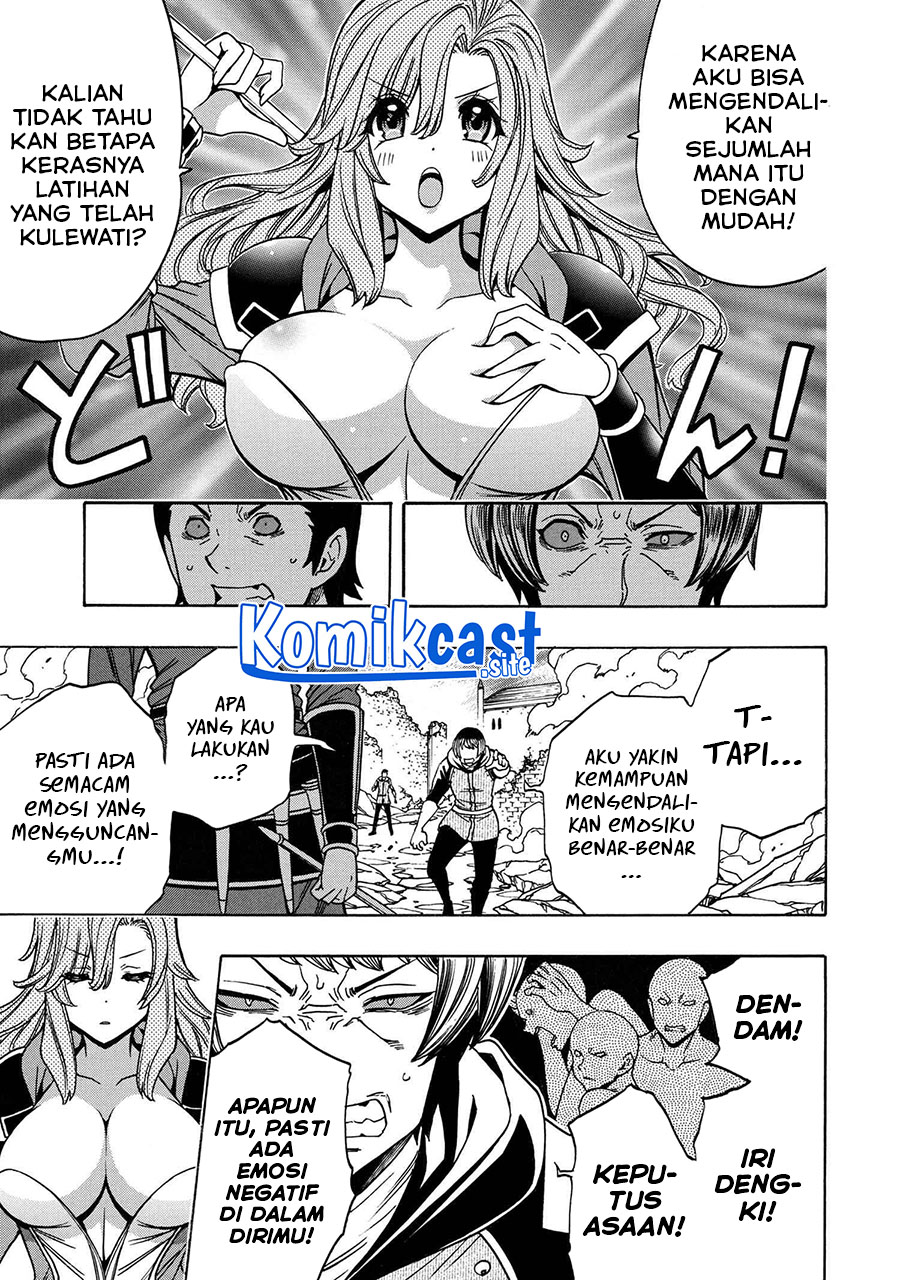 KARENA
AKU BISA
MENGENDALI-
KAN
SEJUMLAH
MANA ITU
DENGAN
MUDAH!
KALIAN
TIDAK TAHU
KAN BETAPA
KERASNYA
LATIHAN
YANG TELAH
KULEWATI?
ど ん!
Komikcast
.site
T-
TAPI...
AKU YAKIN
KEMAMPUAN
MENGENDALI-
KAN EMOSIKU
BENAR-BENAR
...
APA
YANG KAU
LAKUKAN
...?
PASTI ADA
SEMACAM
EMOSI YANG
MENGGUNCAN-
GMU...!
DEN-
DAM!
IRI
DENG-
KI!
KEPU-
TUS
ASAAN!
APAPUN
ITU, PASTI
ADA
EMOSI
NEGATIF
DI DALAM
DIRIMU!